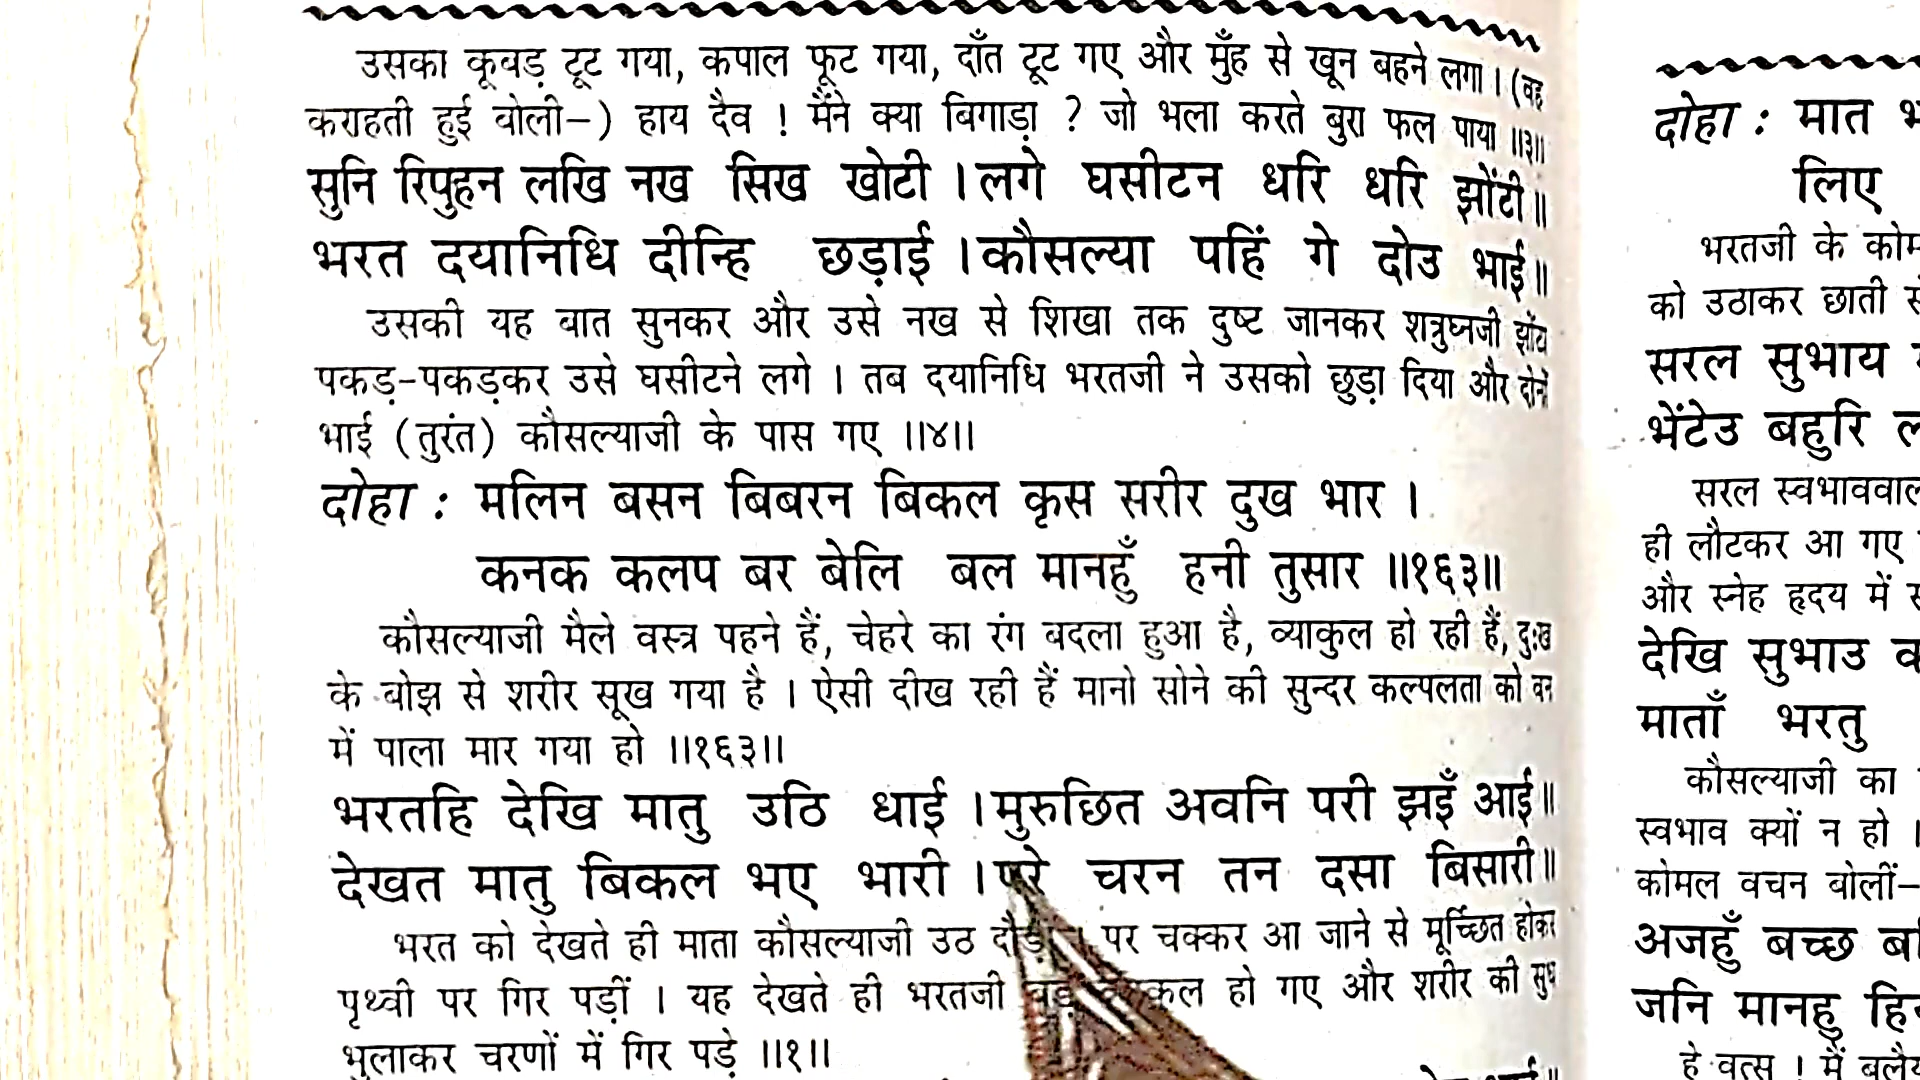 उसका कूबड़ टूट गया, कपाल फूट गया, दाँत टूट गए और मुँह से खून बहने लगा । (वह
कराहती हुई बोली-) हाय दैव ! मैंने क्या बिगाड़ा ? जो भला करते बुरा फल पाया ॥३॥
सुनि रिपुहन लखि नख सिख खोटी । लगे घसीटन धरि धरि झोंटी ॥
भरत दयानिधि दीन्हि छड़ाई । कौसल्या पहिं गे दोउ भाई ॥
उसकी यह बात सुनकर और उसे नख से शिखा तक दुष्ट जानकर शत्रुघ्नजी
पकड़-पकड़कर उसे घसीटने लगे । तब दयानिधि भरतजी ने उसको छुड़ा दिया और दोनों
भाई (तुरंत) कौसल्याजी के पास गए ॥४॥
दोहा : मलिन बसन बिबरन बिकल कृस सरीर दुख भार ।
कनक कलप बर बेलि बल मानहुँ हनी तुसार ॥१६३॥
कौसल्याजी मैले वस्त्र पहने हैं, चेहरे का रंग बदला हुआ है, व्याकुल हो रही हैं, दुःख
के बोझ से शरीर सूख गया है । ऐसी दीख रही हैं मानो सोने की सुन्दर कल्पलता को वन
में पाला मार गया हो ॥१६३॥
भरतहि देखि मातु उठि धाई । मुरुछित अवनि परी झइँ आई ॥
देखत मातु बिकल भए भारी । परे चरन तन दसा बिसारी ॥
भरत को देखते ही माता कौसल्याजी उठ पर चक्कर आ जाने से मूर्च्छित होकर
पृथ्वी पर गिर पड़ीं । यह देखते ही भरतजी हो गए और शरीर की सुध
भुलाकर चरणों में गिर पड़े ॥१॥
दोहा : मात
लिए
भरतजी के
को उठाकर छाती
सरल सुभाय
भेंटेउ बहुरि
सरल
ही लौटकर आ गए
और स्नेह हृदय में
देखि सुभाउ
माताँ भरतु
कौसल्याजी का
स्वभाव क्यों न हो ।
कोमल वचन बोलीं-
अजहुँ बच्छ
जनि मानहु
हे वत्स ! मैं